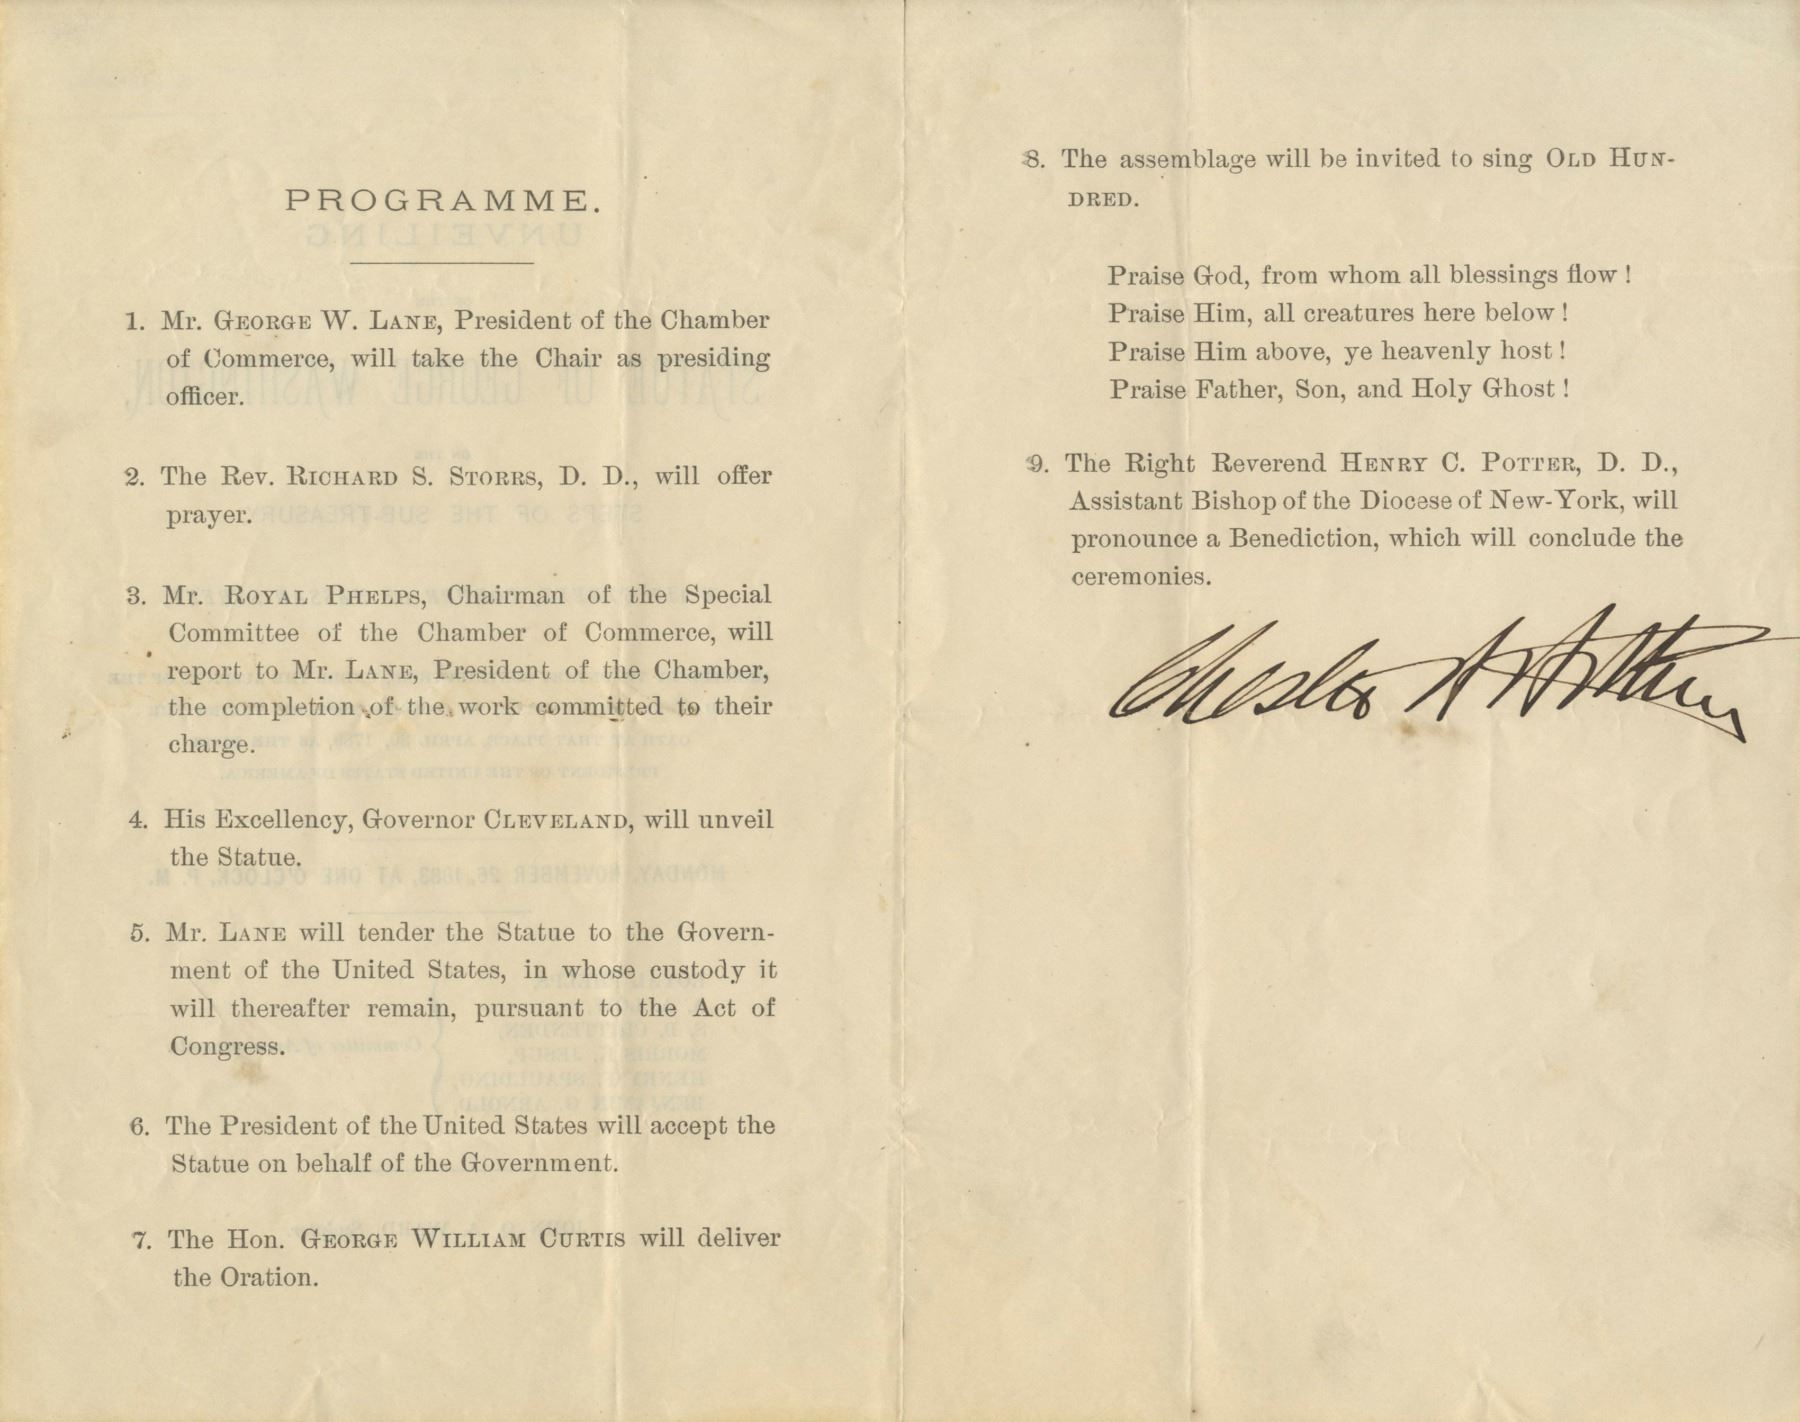 PROGRAMME.
1. Mr. GEORGE W. LANE, President of the Chamber
of Commerce, will take the Chair as presiding
officer.
2. The Rev. RICHARD S. STORRS, D. D., will offer
prayer.
3. Mr. ROYAL PHELPS, Chairman of the Special
Committee of the Chamber of Commerce, will
report to Mr. LANE, President of the Chamber,
the completion of the work committed to their
charge.
4. His Excellency, Governor CLEVELAND, will unveil
the Statue.
5. Mr. LANE will tender the Statue to the Govern-
ment of the United States, in whose custody it
will thereafter remain, pursuant to the Act of
Congress.
6. The President of the United States will accept the
Statue on behalf of the Government.
7. The Hon. GEORGE WILLIAM CURTIS will deliver
the Oration.
8. The assemblage will be invited to sing OLD HUN-
DRED.
Praise God, from whom all blessings flow !
Praise Him, all creatures here below !
Praise Him above, ye heavenly host !
Praise Father, Son, and Holy Ghost !
9. The Right Reverend HENRY C. POTTER, D. D.,
Assistant Bishop of the Diocese of New-York, will
pronounce a Benediction, which will conclude the
ceremonies.
Chester A Arthur